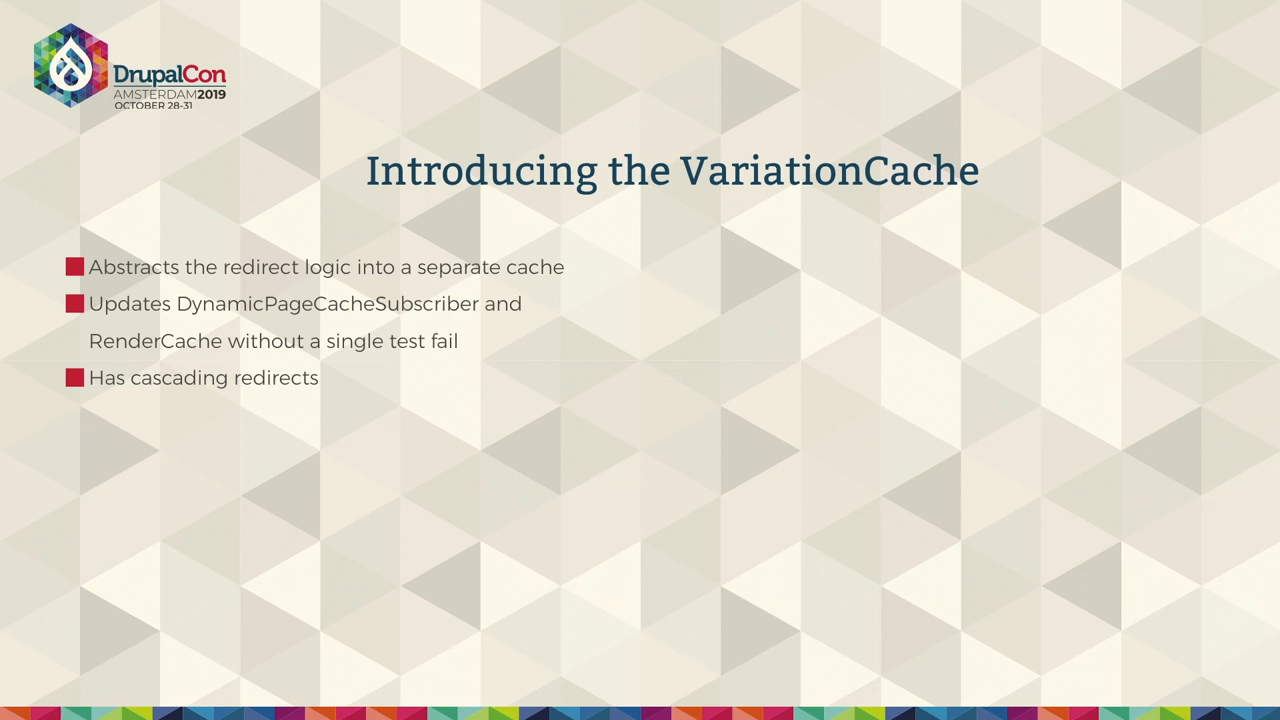 DrupalCon
AMSTERDAM2019
OCTOBER 28-31
Introducing the VariationCache
Abstracts the redirect logic into a separate cache
Updates DynamicPageCacheSubscriber and
RenderCache without a single test fail
Has cascading redirects